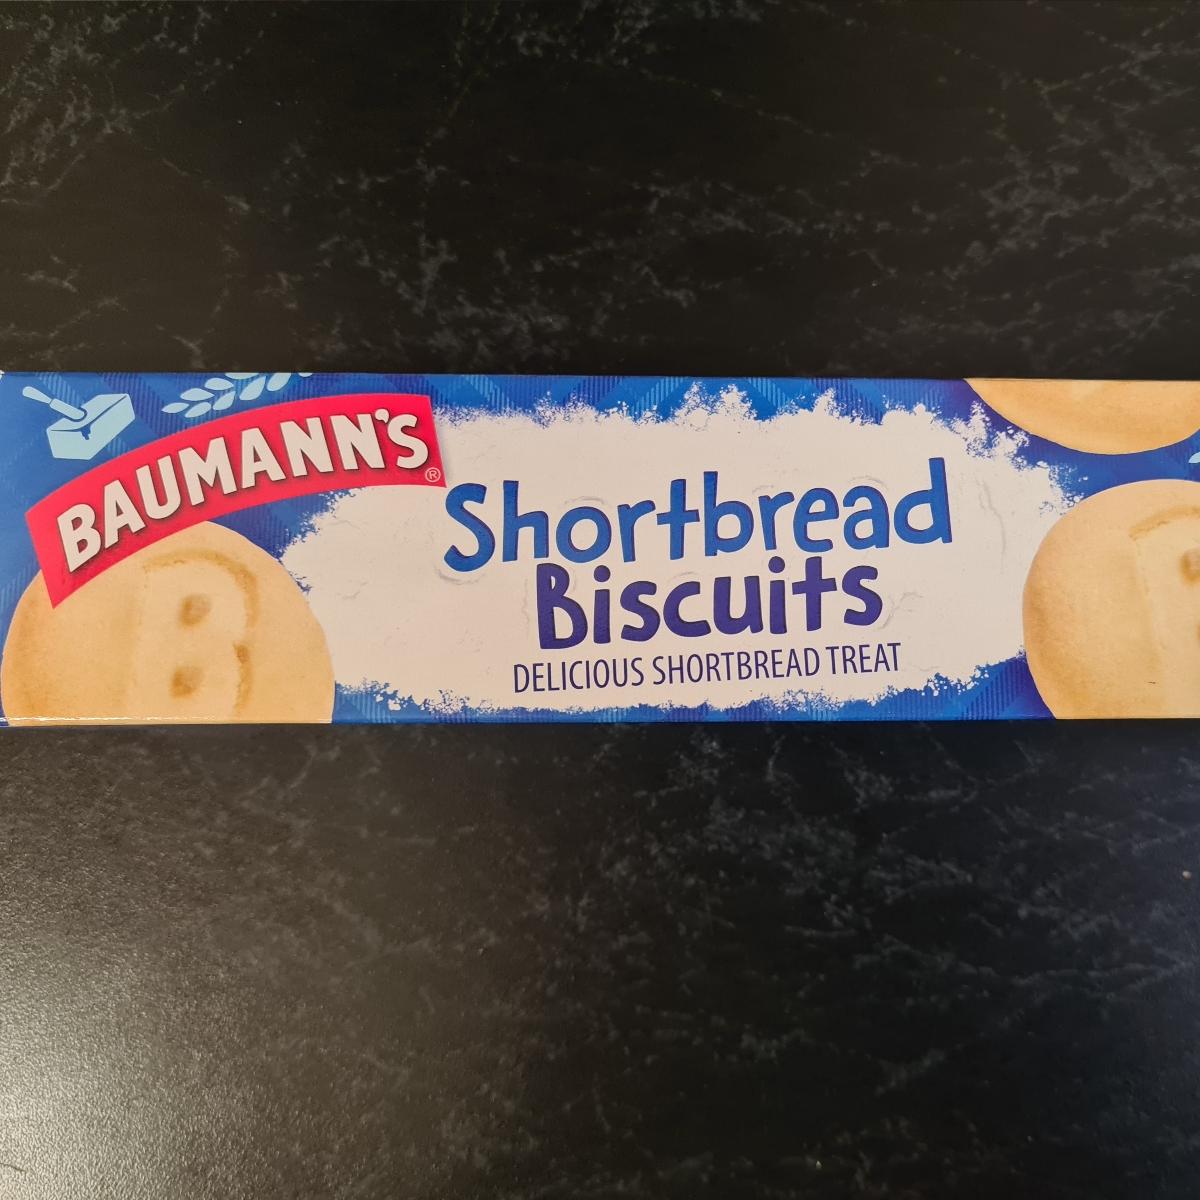 BAUMANN'S®
Shortbread
Biscuits
DELICIOUS SHORTBREAD TREAT
B